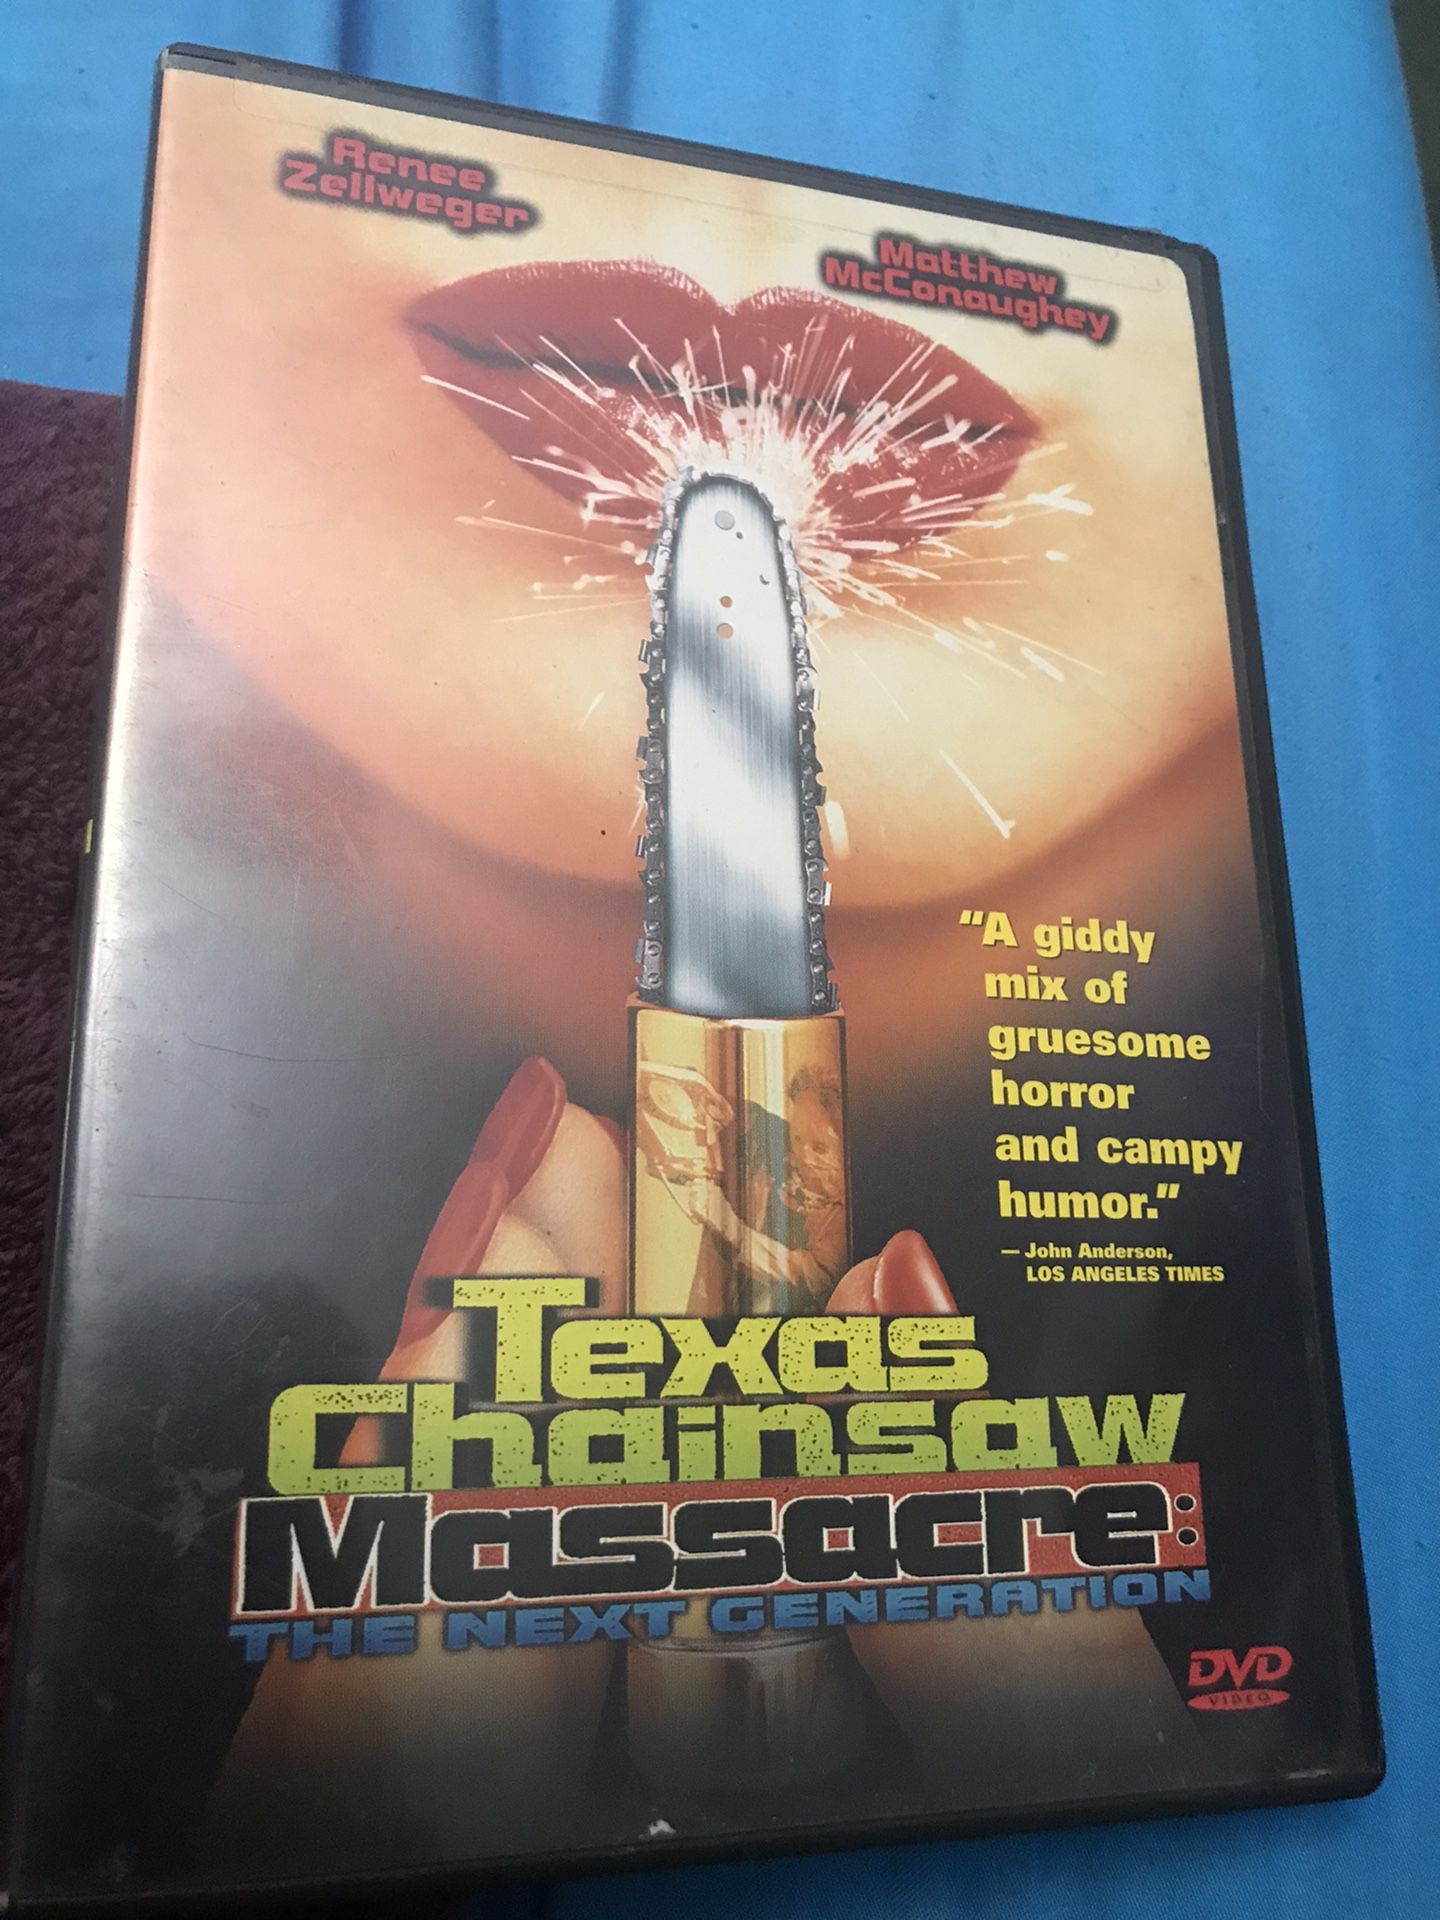 Renee
Zellweger
Matthew
McConaughey
"A giddy
mix of
gruesome
horror
and campy
humor."
— John Anderson,
LOS ANGELES TIMES
Texas
Chainsaw
Massacre:
THE NEXT GENERATION
DVD
VIDEO